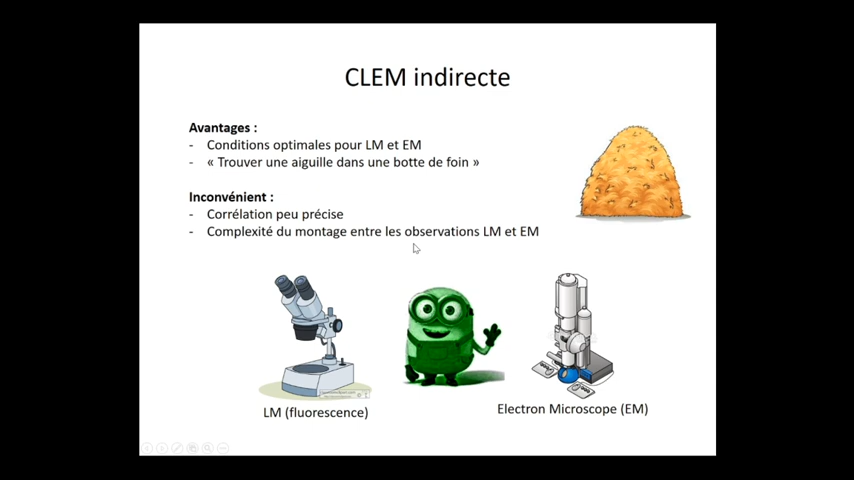 CLEM indirecte
Avantages :
- Conditions optimales pour LM et EM
- « Trouver une aiguille dans une botte de foin »
Inconvénient :
- Corrélation peu précise
- Complexité du montage entre les observations LM et EM
LM (fluorescence)
Electron Microscope (EM)